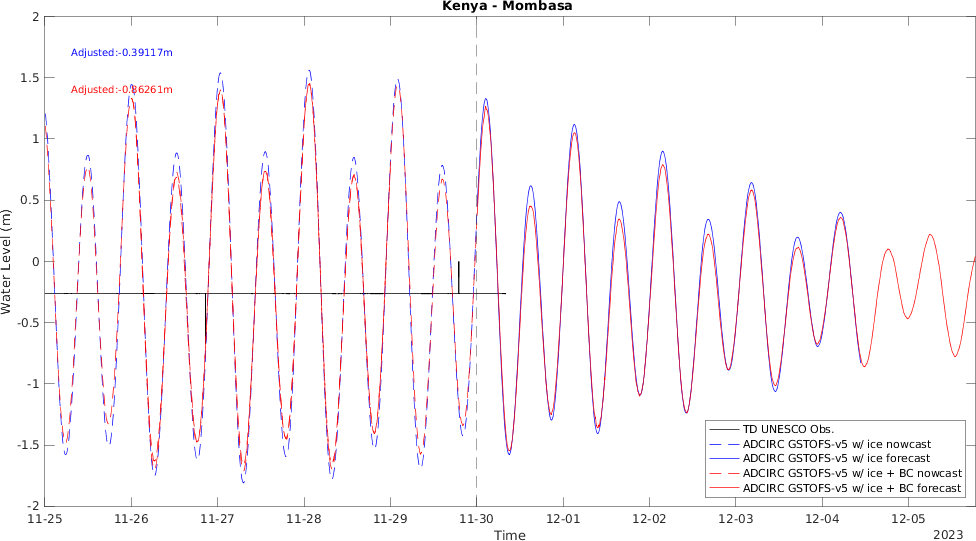 Kenya - Mombasa
Adjusted:-0.39117m
Adjusted:-0.36261m
Water Level (m)
2
1.5
1
0.5
0
-0.5
-1
-1.5
-2
TD UNESCO Obs.
ADCIRC GSTOFS-v5 w/ ice nowcast
ADCIRC GSTOFS-v5 w/ ice forecast
ADCIRC GSTOFS-v5 w/ ice + BC nowcast
ADCIRC GSTOFS-v5 w/ ice + BC forecast
11-25 11-26 11-27 11-28 11-29 11-30 12-01 12-02 12-03 12-04 12-05
Time
2023